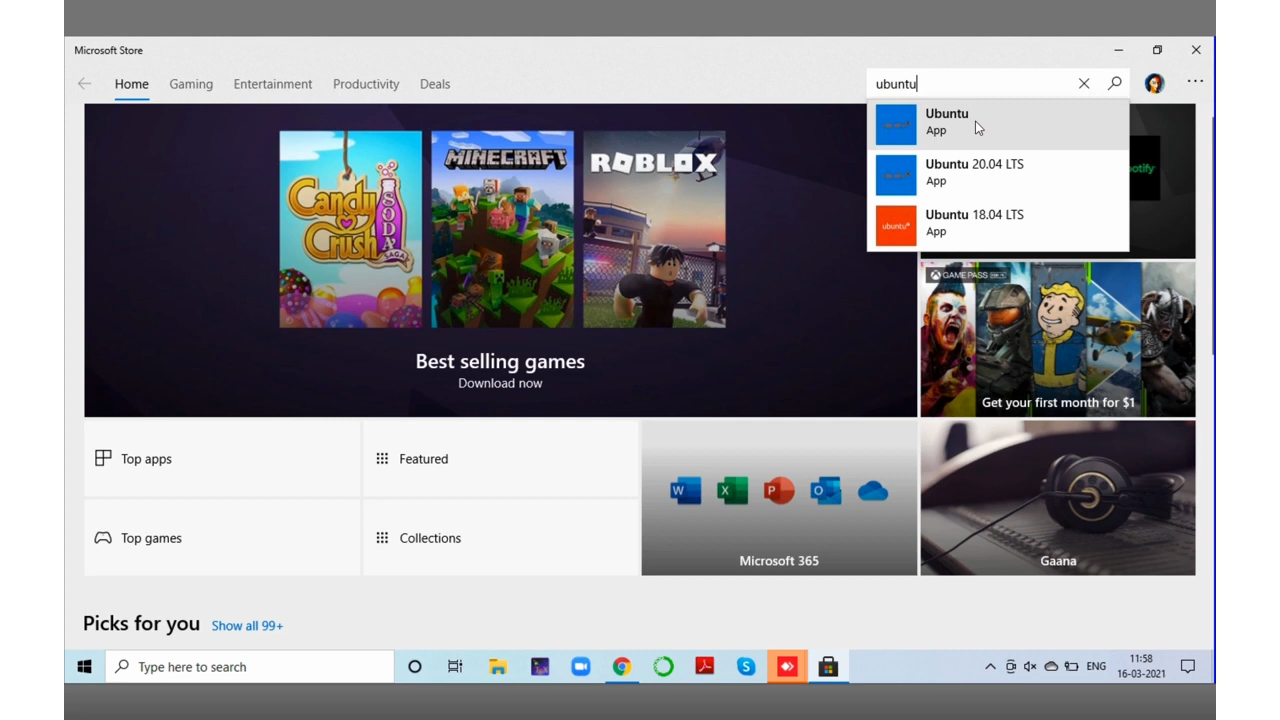 Microsoft Store
Home
Gaming
Entertainment
Productivity
Deals
ubuntu
Ubuntu
App
Ubuntu 20.04 LTS
App
Ubuntu 18.04 LTS
App
ubuntu
Candy
Crush
SODA
SAGA
MINECRAFT
ROBLOX
Best selling games
Download now
otify
GAME PASS
Get your first month for $1
Top apps
Featured
Top games
Collections
W
X
P
O
Microsoft 365
Gaana
Picks for you Show all 99+
Type here to search
S
ENG
11:58
16-03-2021